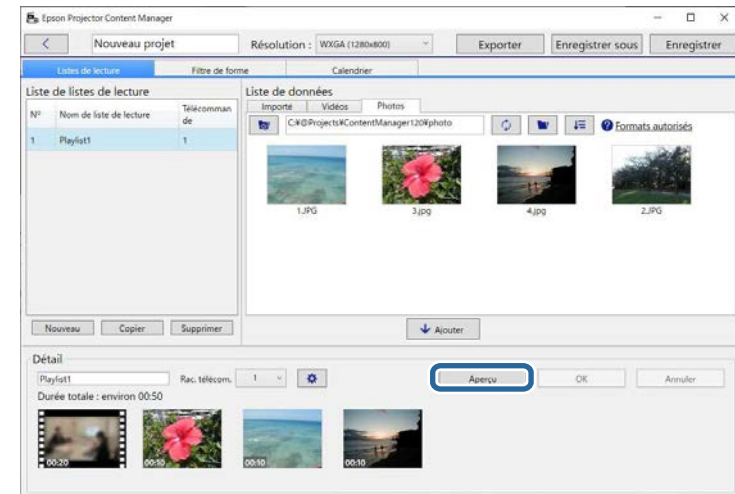 Epson Projector Content Manager
Nouveau projet
Résolution : WXGA (1280x800)
Exporter
Enregistrer sous
Enregistrer
Listes de lecture
Filtre de forme
Calendrier
Liste de listes de lecture
Nº Nom de liste de lecture Télécomman
de
1 Playlist1 1
Nouveau Copier Supprimer
Liste de données
Importé Vidéos Photos
C:¥@Projects¥ContentManager120¥photo
Formats autorisés
1.JPG 3.jpg 4.jpg 2.JPG
Ajouter
Détail
Playlist1 Rac. télécom. 1
Aperçu OK Annuler
Durée totale : environ 00:50
00:20 00:10 00:10 00:10